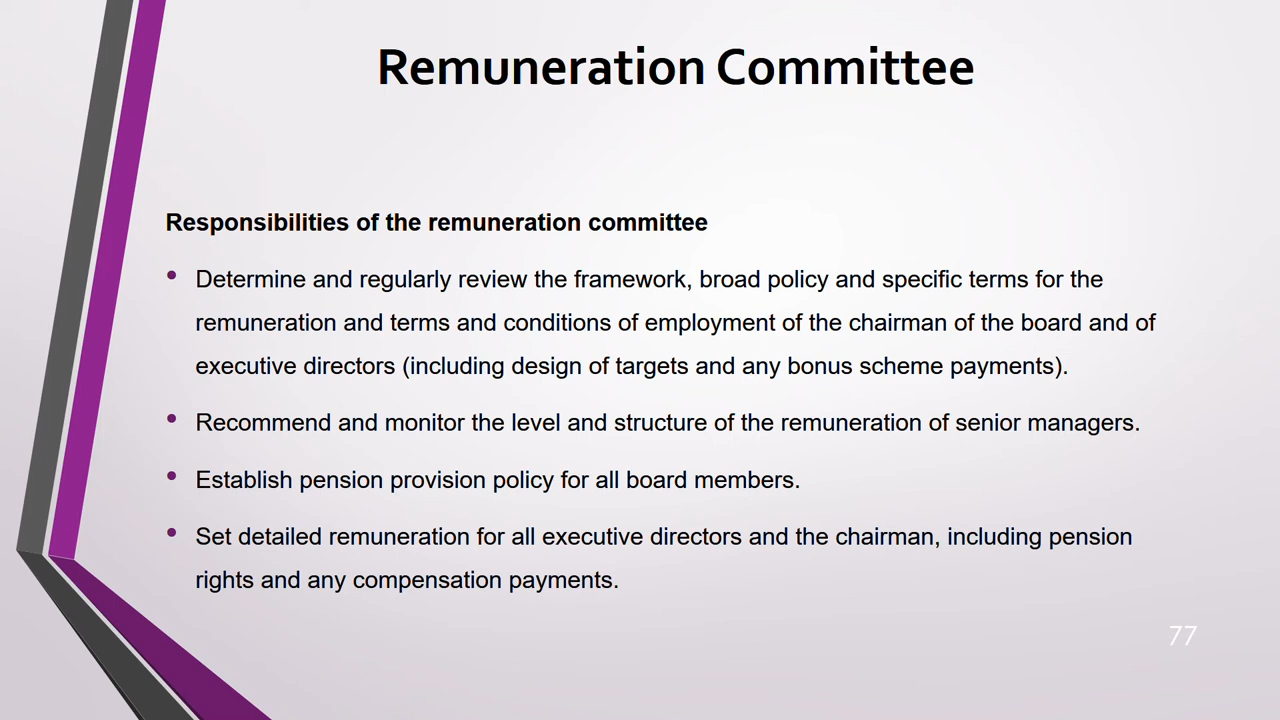 Remuneration Committee
Responsibilities of the remuneration committee
• Determine and regularly review the framework, broad policy and specific terms for the
remuneration and terms and conditions of employment of the chairman of the board and of
executive directors (including design of targets and any bonus scheme payments).
• Recommend and monitor the level and structure of the remuneration of senior managers.
• Establish pension provision policy for all board members.
• Set detailed remuneration for all executive directors and the chairman, including pension
rights and any compensation payments.
77